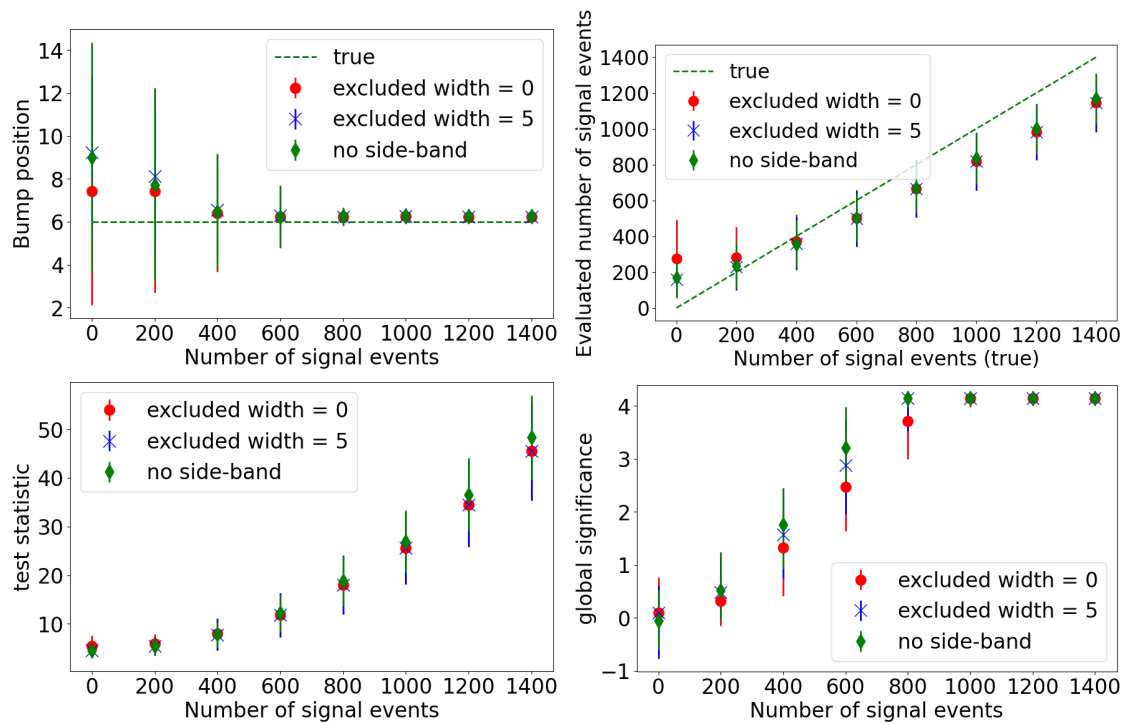 14
12
10
8
6
4
2
Bump position
true
excluded width = 0
excluded width = 5
no side-band
0 200 400 600 800 1000 1200 1400
Number of signal events
1400
1200
1000
800
600
400
200
0
Evaluated number of signal events
true
excluded width = 0
excluded width = 5
no side-band
0 200 400 600 800 1000 1200 1400
Number of signal events (true)
50
40
30
20
10
test statistic
excluded width = 0
excluded width = 5
no side-band
0 200 400 600 800 1000 1200 1400
Number of signal events
4
3
2
1
0
−1
global significance
excluded width = 0
excluded width = 5
no side-band
0 200 400 600 800 1000 1200 1400
Number of signal events